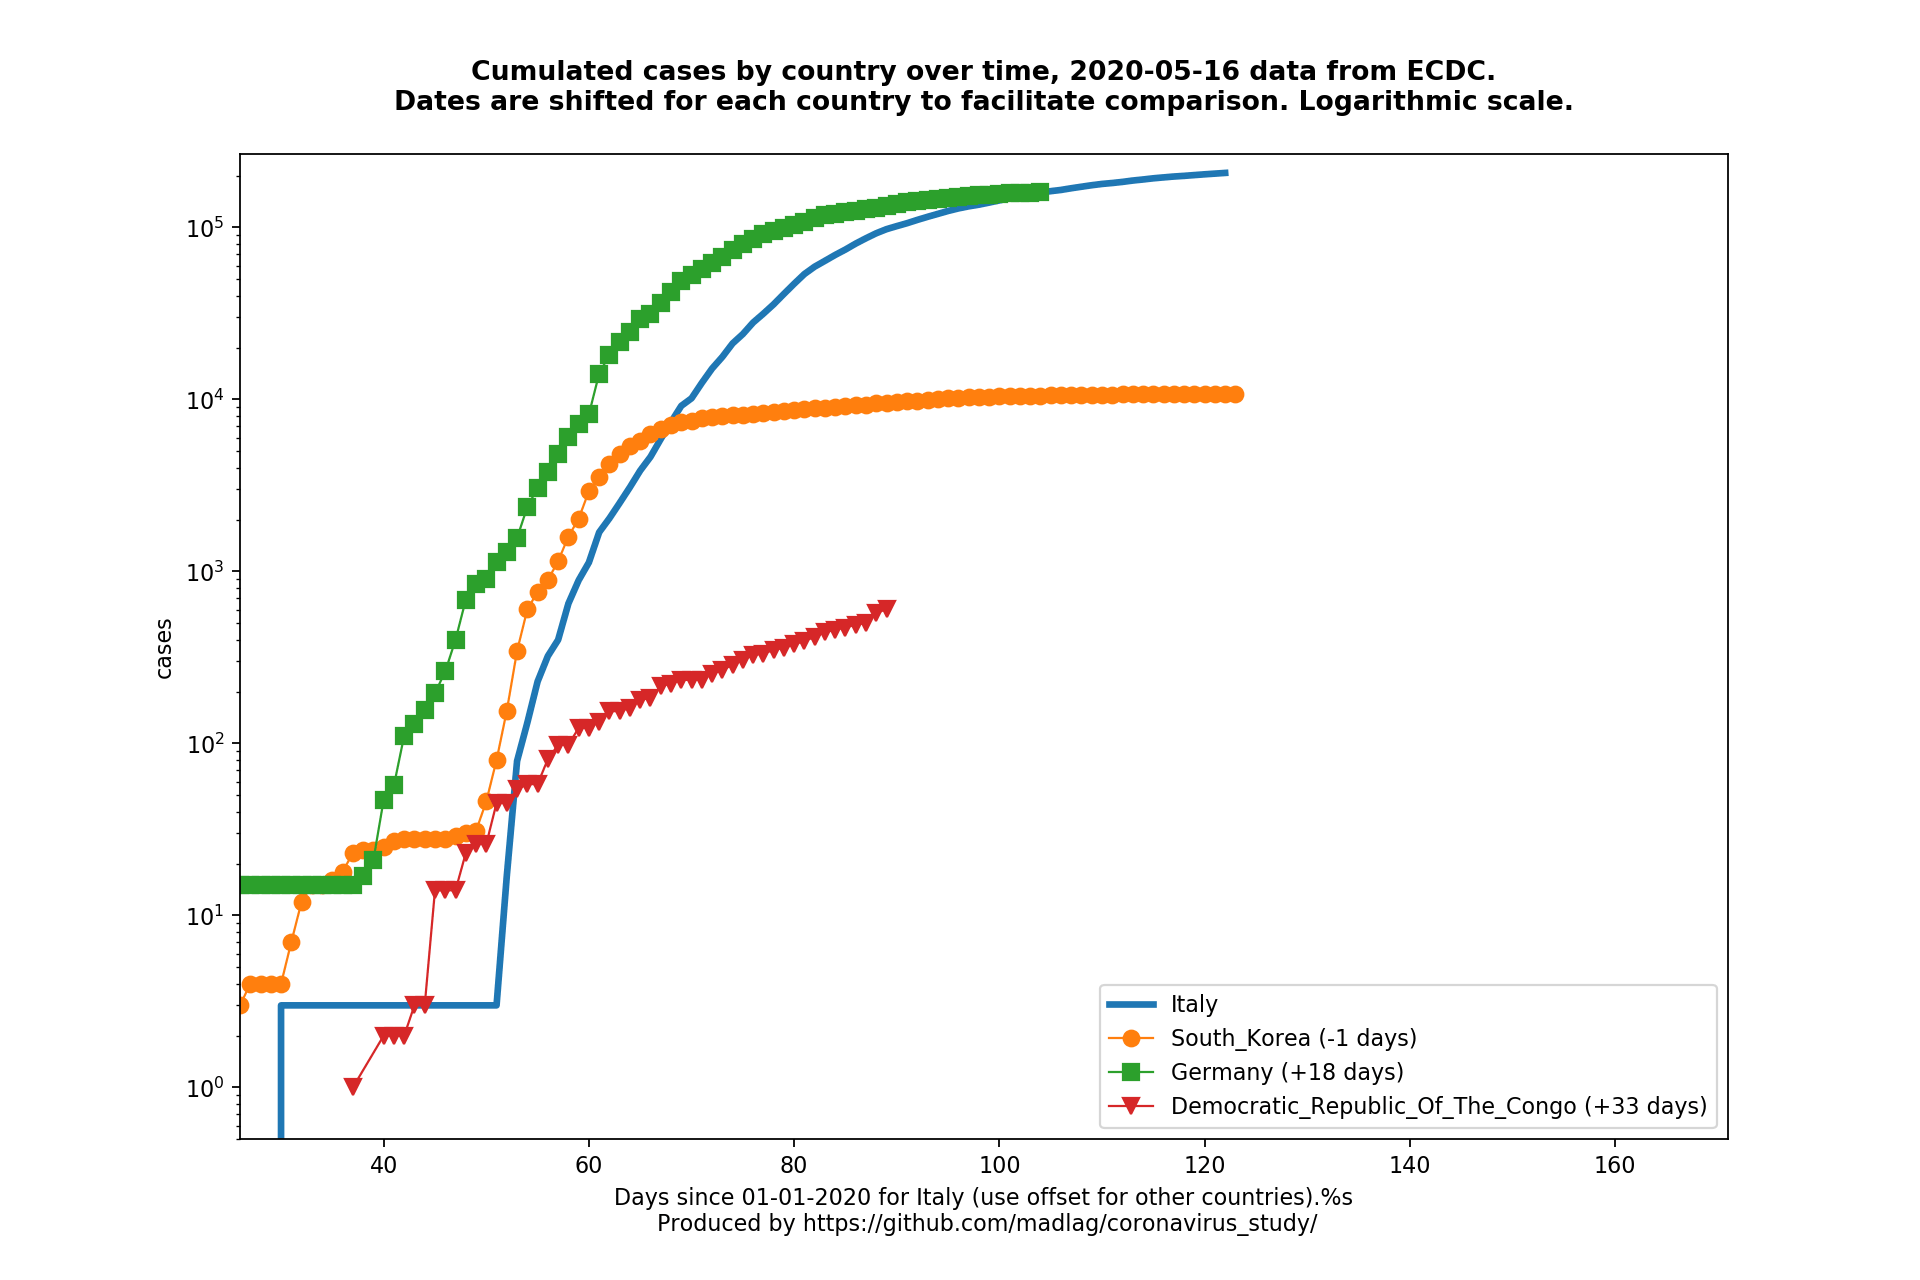 Cumulated cases by country over time, 2020-05-16 data from ECDC.
Dates are shifted for each country to facilitate comparison. Logarithmic scale.
10^5
10^4
10^3
10^2
10^1
10^0
cases
Italy
South_Korea (-1 days)
Germany (+18 days)
Democratic_Republic_Of_The_Congo (+33 days)
40 60 80 100 120 140 160
Days since 01-01-2020 for Italy (use offset for other countries).%s
Produced by https://github.com/madlag/coronavirus_study/